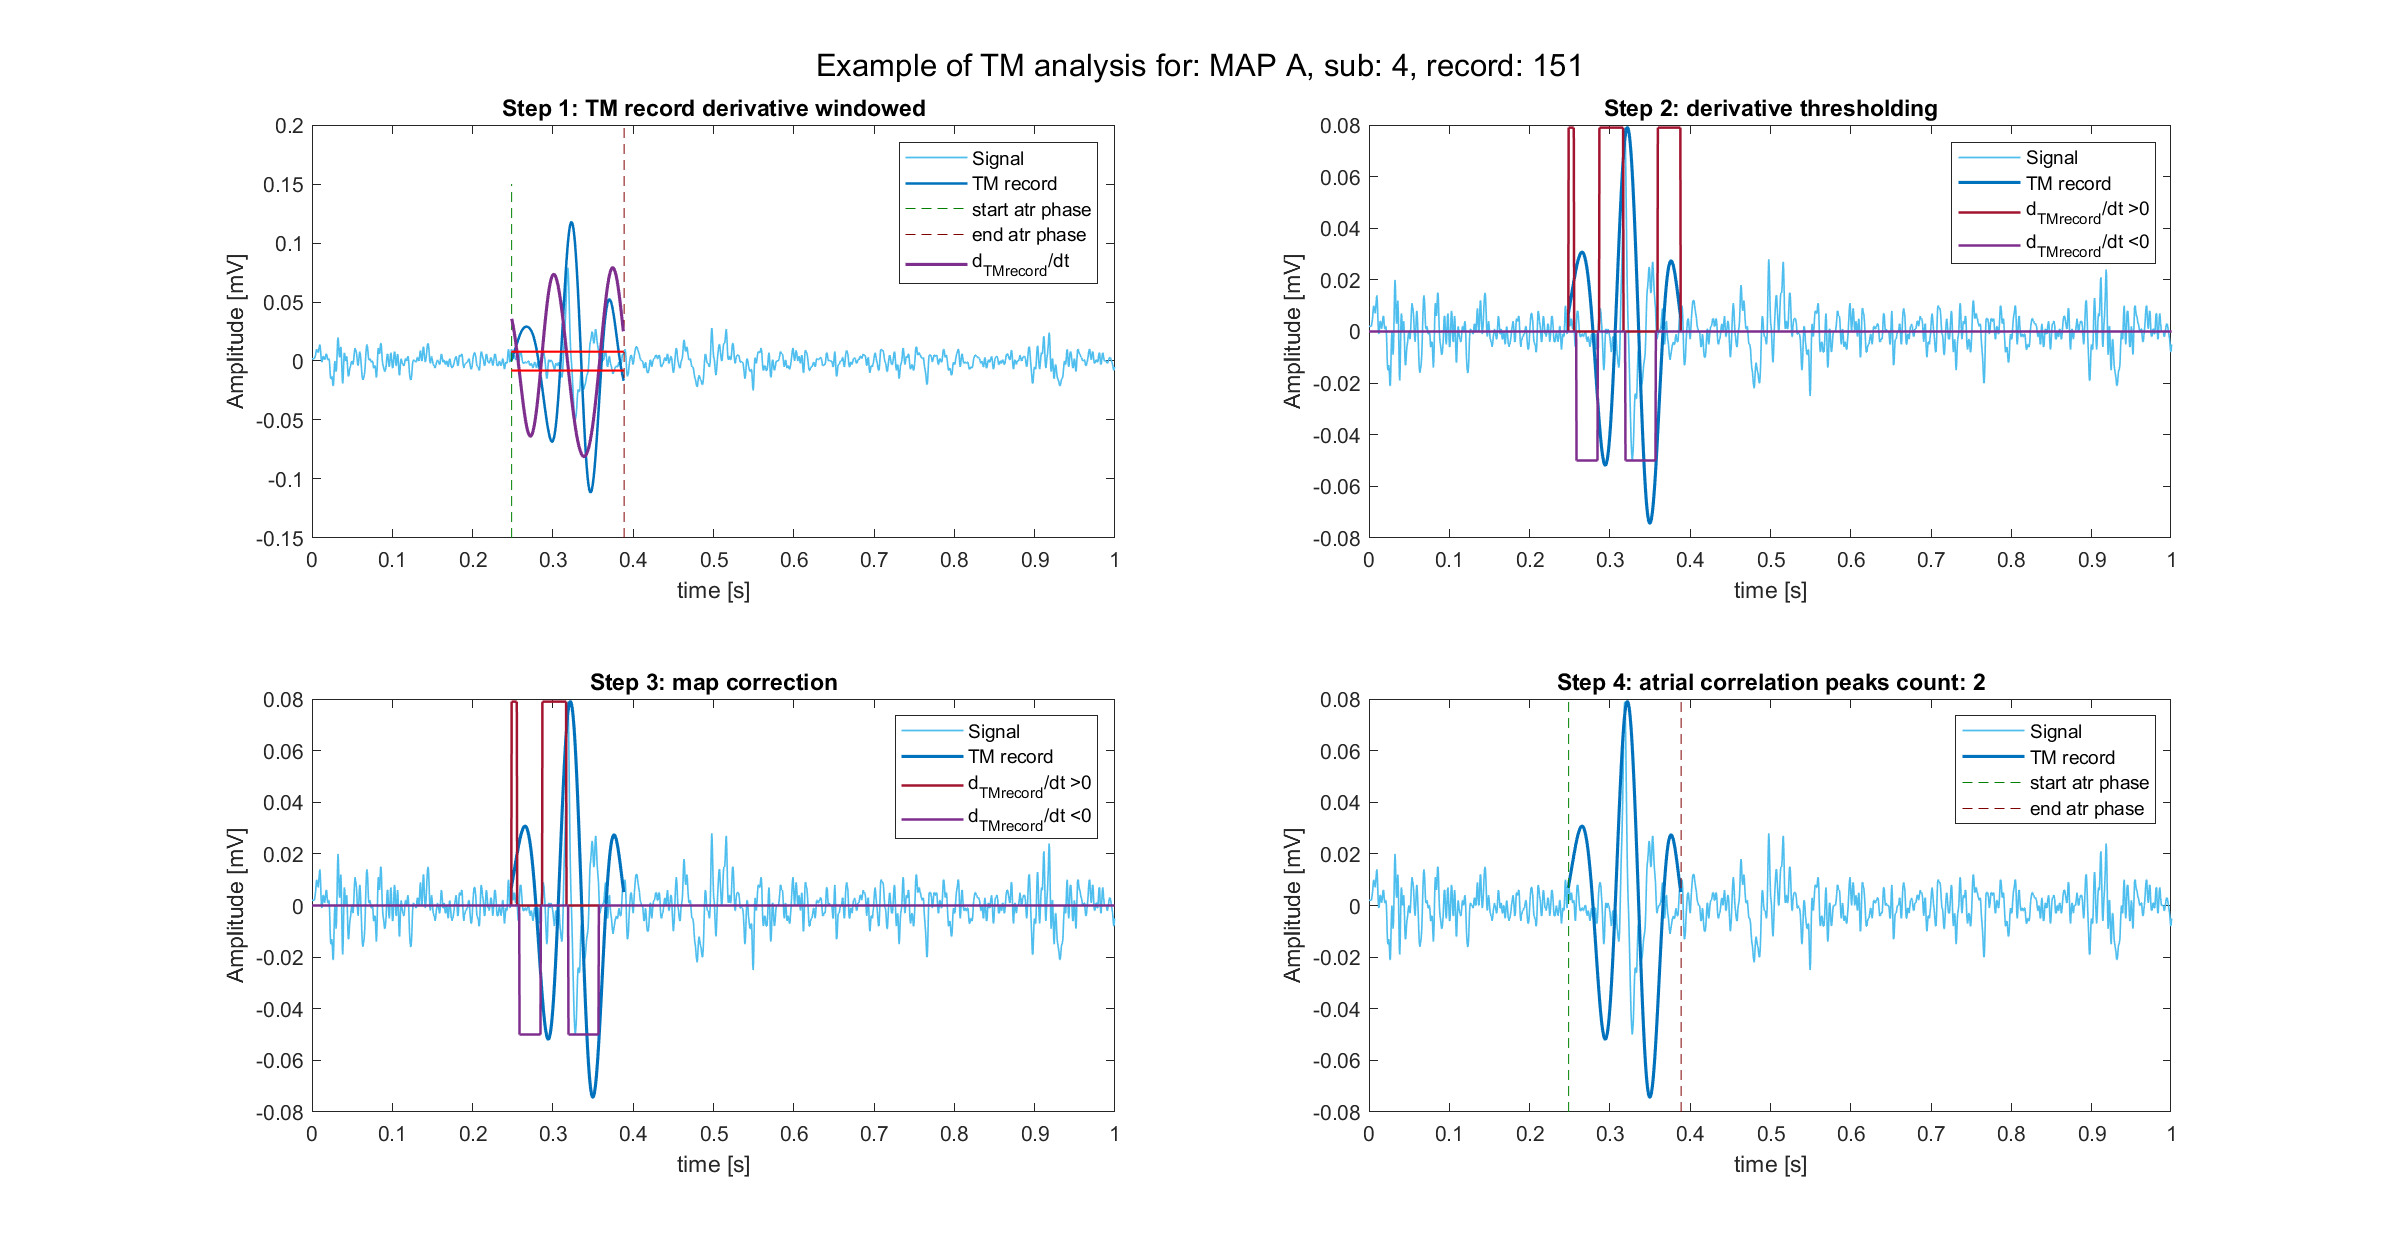 Example of TM analysis for: MAP A, sub: 4, record: 151
Step 1: TM record derivative windowed
0.2
0.15
0.1
0.05
0
-0.05
-0.1
-0.15
Amplitude [mV]
0 0.1 0.2 0.3 0.4 0.5 0.6 0.7 0.8 0.9 1
time [s]
Signal
TM record
start atr phase
end atr phase
dTMrecord/dt
Step 2: derivative thresholding
0.08
0.06
0.04
0.02
0
-0.02
-0.04
-0.06
-0.08
Amplitude [mV]
0 0.1 0.2 0.3 0.4 0.5 0.6 0.7 0.8 0.9 1
time [s]
Signal
TM record
dTMrecord/dt >0
dTMrecord/dt <0
Step 3: map correction
0.08
0.06
0.04
0.02
0
-0.02
-0.04
-0.06
-0.08
Amplitude [mV]
0 0.1 0.2 0.3 0.4 0.5 0.6 0.7 0.8 0.9 1
time [s]
Signal
TM record
dTMrecord/dt >0
dTMrecord/dt <0
Step 4: atrial correlation peaks count: 2
0.08
0.06
0.04
0.02
0
-0.02
-0.04
-0.06
-0.08
Amplitude [mV]
0 0.1 0.2 0.3 0.4 0.5 0.6 0.7 0.8 0.9 1
time [s]
Signal
TM record
start atr phase
end atr phase